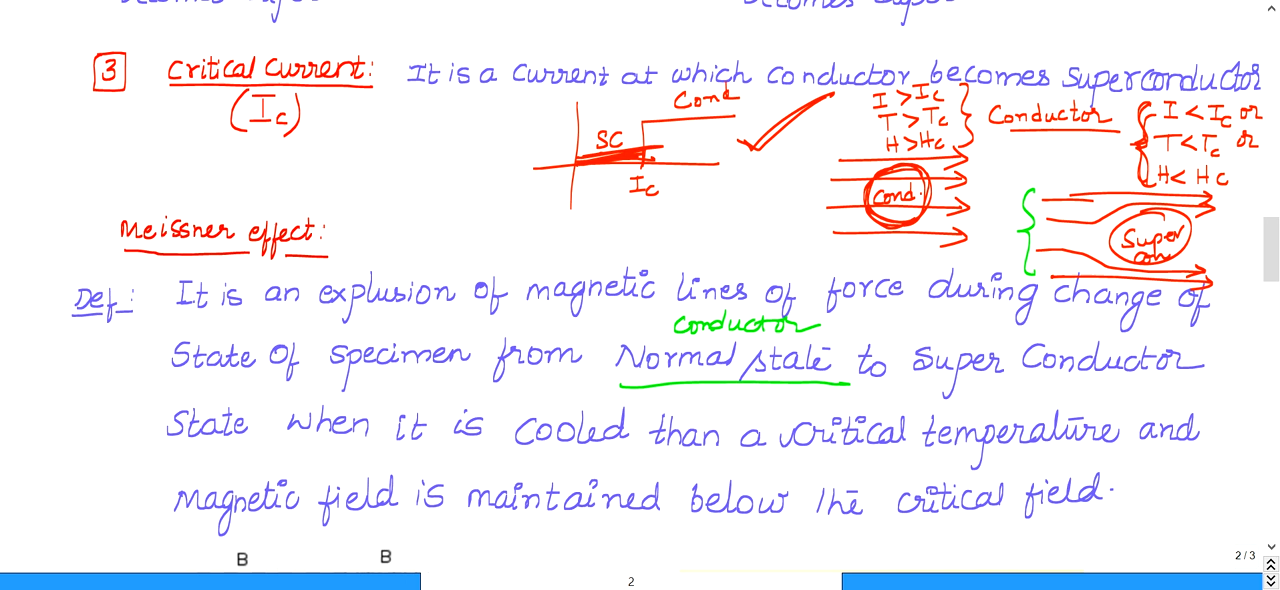 3 Critical Current: It is a Current at which conductor becomes Superconductor
(Ic)
Cond
SC
Ic
I > Ic
T > Tc
H > Hc
Conductor
I < Ic or
T < Tc or
H < Hc
Cond.
Super
Meissner effect:
Def: It is an explusion of magnetic lines of force during change of
conductor
State of specimen from Normal state to Super Conductor
State when it is cooled than a critical temperature and
Magnetic field is maintained below the critical field.
B B
2/3
2